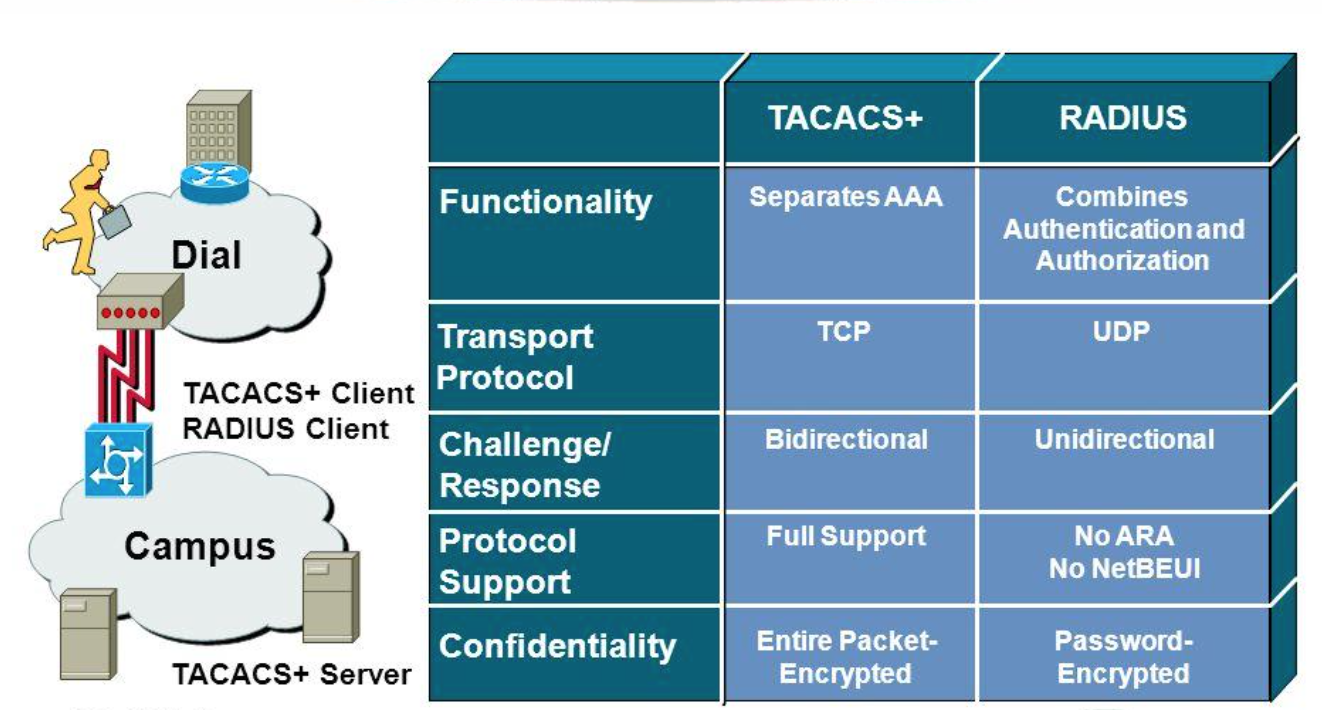 Dial
TACACS+ Client
RADIUS Client
Campus
TACACS+ Server
TACACS+ RADIUS
Functionality Separates AAA Combines
Authentication and
Authorization
Transport TCP UDP
Protocol
Challenge/ Bidirectional Unidirectional
Response
Protocol Full Support No ARA
Support No NetBEUI
Confidentiality Entire Packet- Password-
Encrypted Encrypted